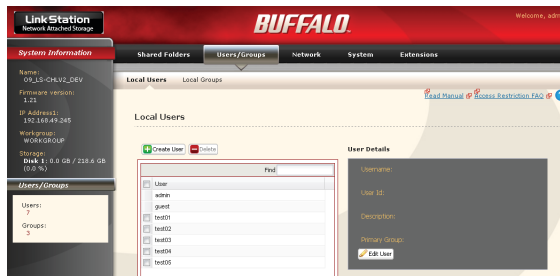 LinkStation
Network Attached Storage
BUFFALO
Welcome, adm
System Information
Shared Folders Users/Groups Network System Extensions
Name:
09_LS-CHLV2_DEV
Firmware version:
1.21
IP Address1:
192.168.49.245
Workgroup:
WORKGROUP
Storage:
Disk 1: 0.0 GB / 218.6 GB
(0.0 %)
Users/Groups
Users:
7
Groups:
3
Local Users Local Groups
Read Manual Access Restriction FAQ
Local Users
Create User Delete
Find
User
admin
guest
test01
test02
test03
test04
test05
User Details
Username:
User Id:
Description:
Primary Group:
Edit User